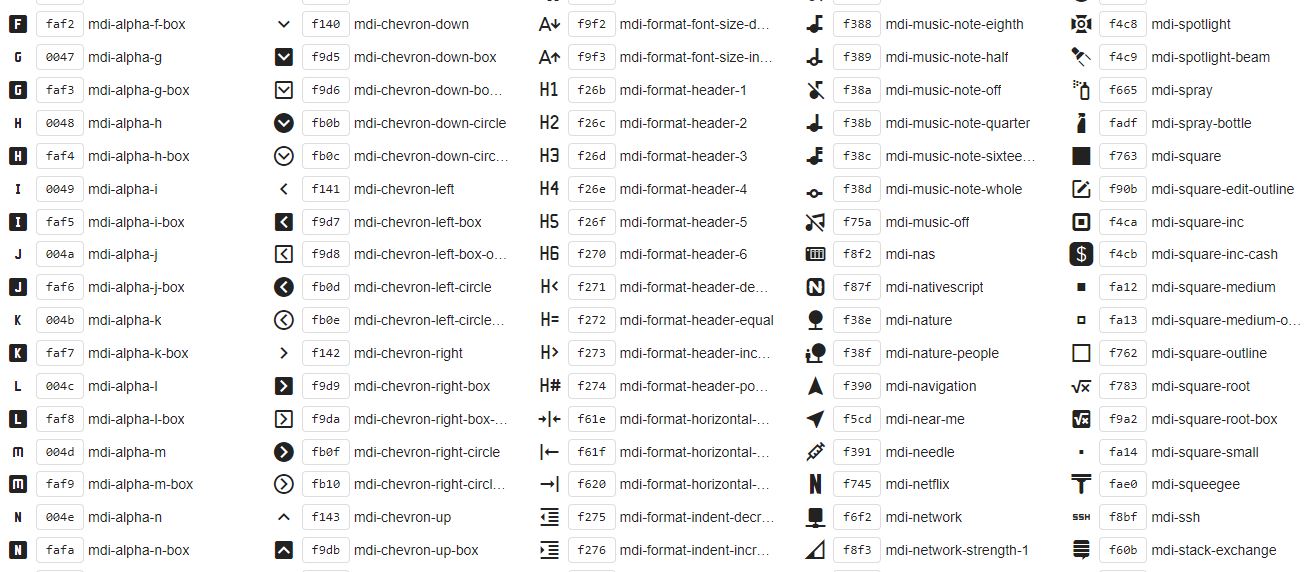 F faf2 mdi-alpha-f-box f140 mdi-chevron-down A f9f2 mdi-format-font-size-d… f388 mdi-music-note-eighth f4c8 mdi-spotlight
G 0047 mdi-alpha-g f9d5 mdi-chevron-down-box A f9f3 mdi-format-font-size-in… f389 mdi-music-note-half f4c9 mdi-spotlight-beam
G faf3 mdi-alpha-g-box f9d6 mdi-chevron-down-bo… H1 f26b mdi-format-header-1 f38a mdi-music-note-off f665 mdi-spray
H 0048 mdi-alpha-h fb0b mdi-chevron-down-circle H2 f26c mdi-format-header-2 f38b mdi-music-note-quarter fadf mdi-spray-bottle
H faf4 mdi-alpha-h-box fb0c mdi-chevron-down-circ… H3 f26d mdi-format-header-3 f38c mdi-music-note-sixtee… f763 mdi-square
I 0049 mdi-alpha-i f141 mdi-chevron-left H4 f26e mdi-format-header-4 f38d mdi-music-note-whole f90b mdi-square-edit-outline
I faf5 mdi-alpha-i-box f9d7 mdi-chevron-left-box H5 f26f mdi-format-header-5 f75a mdi-music-off f4ca mdi-square-inc
J 004a mdi-alpha-j f9d8 mdi-chevron-left-box-o… H6 f270 mdi-format-header-6 f8f2 mdi-nas $ f4cb mdi-square-inc-cash
J faf6 mdi-alpha-j-box fb0d mdi-chevron-left-circle H< f271 mdi-format-header-de… N f87f mdi-nativescript fa12 mdi-square-medium
K 004b mdi-alpha-k fb0e mdi-chevron-left-circle… H= f272 mdi-format-header-equal f38e mdi-nature fa13 mdi-square-medium-o…
K faf7 mdi-alpha-k-box f142 mdi-chevron-right H> f273 mdi-format-header-inc… f38f mdi-nature-people f762 mdi-square-outline
L 004c mdi-alpha-l f9d9 mdi-chevron-right-box H# f274 mdi-format-header-po… f390 mdi-navigation √x f783 mdi-square-root
L faf8 mdi-alpha-l-box f9da mdi-chevron-right-box-… f61e mdi-format-horizontal-… f5cd mdi-near-me √x f9a2 mdi-square-root-box
m 004d mdi-alpha-m fb0f mdi-chevron-right-circle f61f mdi-format-horizontal-… f391 mdi-needle fa14 mdi-square-small
m faf9 mdi-alpha-m-box fb10 mdi-chevron-right-circl… f620 mdi-format-horizontal-… N f745 mdi-netflix fae0 mdi-squeegee
N 004e mdi-alpha-n f143 mdi-chevron-up f275 mdi-format-indent-decr… f6f2 mdi-network SSH f8bf mdi-ssh
N fafa mdi-alpha-n-box f9db mdi-chevron-up-box f276 mdi-format-indent-incr… f8f3 mdi-network-strength-1 f60b mdi-stack-exchange